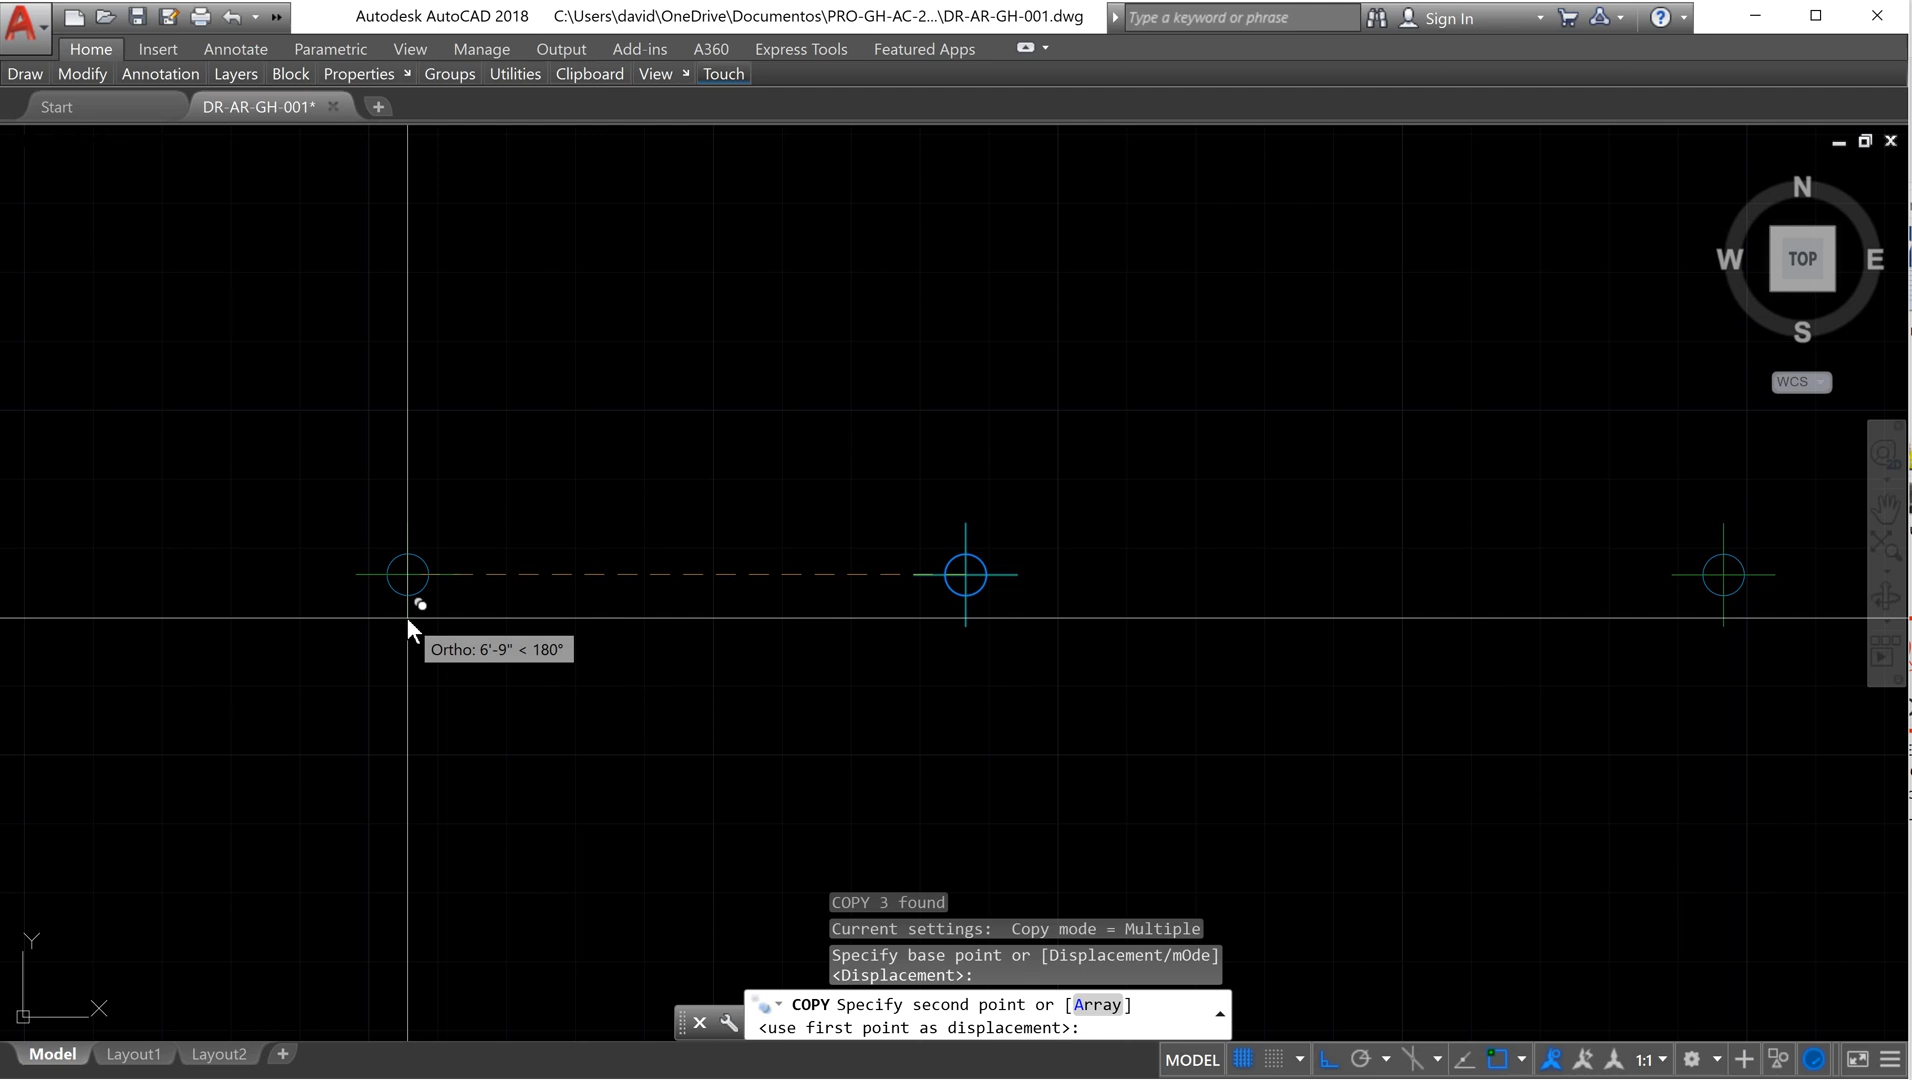 Autodesk AutoCAD 2018 C:\Users\david\OneDrive\Documentos\PRO-GH-AC-2...\DR-AR-GH-001.dwg Type a keyword or phrase Sign In
Home Insert Annotate Parametric View Manage Output Add-ins A360 Express Tools Featured Apps
Draw Modify Annotation Layers Block Properties Groups Utilities Clipboard View Touch
Start DR-AR-GH-001*
N
W TOP E
S
WCS
2D
Ortho: 6'-9" < 180°
COPY 3 found
Current settings: Copy mode = Multiple
Specify base point or [Displacement/mOde]
<Displacement>:
Y
X
COPY Specify second point or [Array]
<use first point as displacement>:
Model Layout1 Layout2
MODEL 1:1